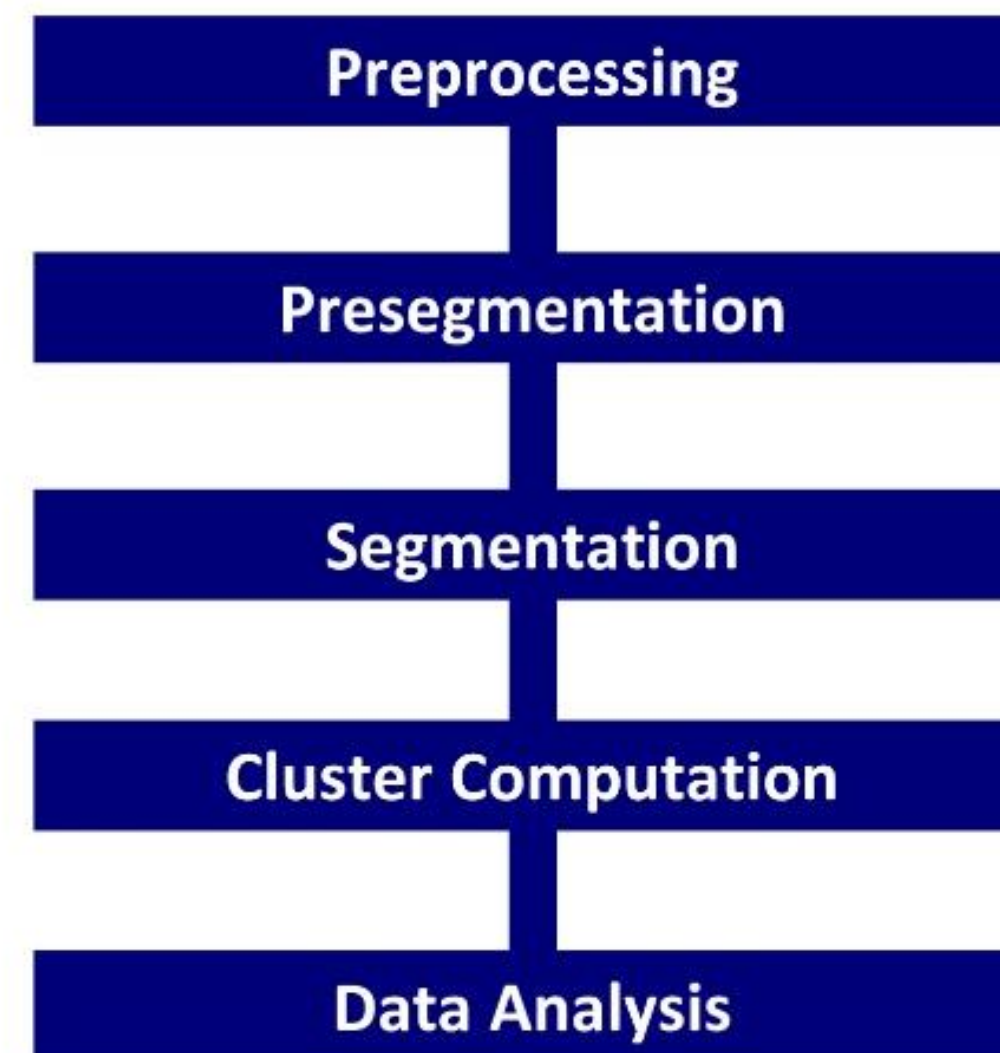 Preprocessing
Presegmentation
Segmentation
Cluster Computation
Data Analysis